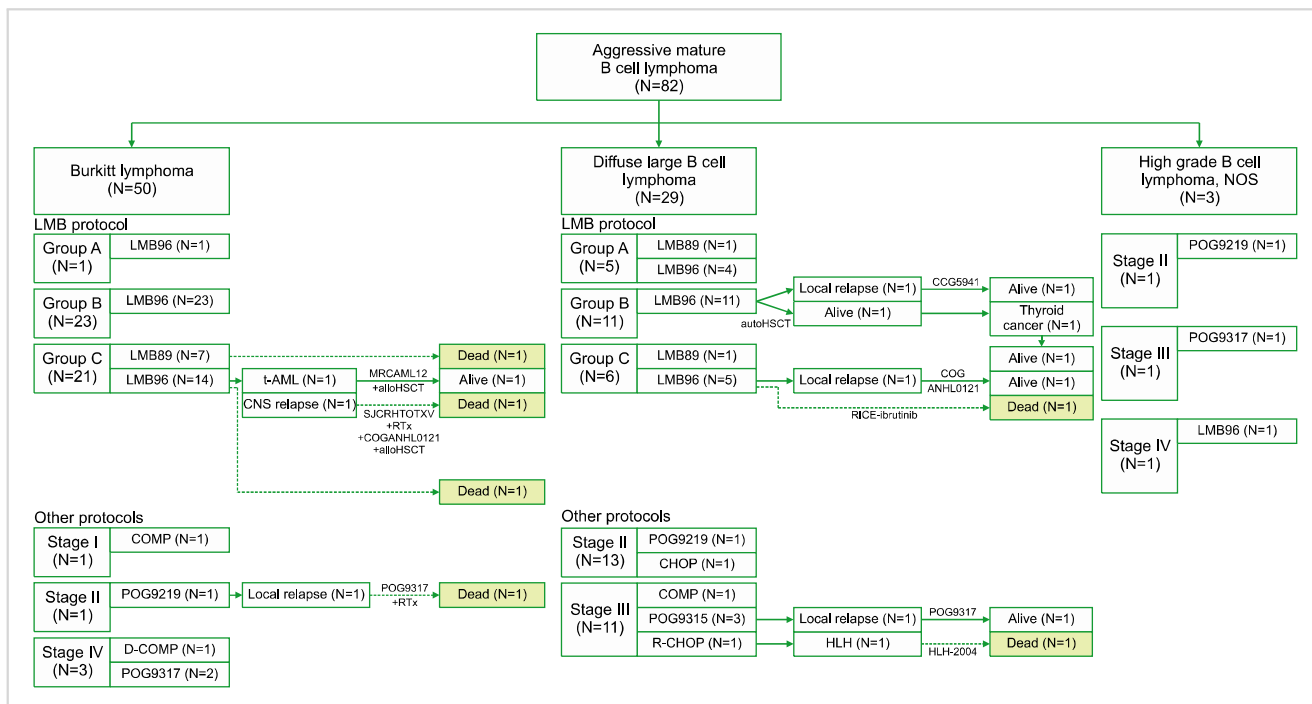 Aggressive mature
B cell lymphoma
(N=82)
Burkitt lymphoma
(N=50)
LMB protocol
Group A
(N=1)
LMB96 (N=1)
Group B
(N=23)
LMB96 (N=23)
Group C
(N=21)
LMB89 (N=7)
LMB96 (N=14)
t-AML (N=1)
CNS relapse (N=1)
MRCAML12
+alloHSCT
SJCRHTOTXV
+RTx
+COGANHL0121
+alloHSCT
Dead (N=1)
Alive (N=1)
Dead (N=1)
Dead (N=1)
Other protocols
Stage I
(N=1)
COMP (N=1)
Stage II
(N=1)
POG9219 (N=1)
Local relapse (N=1)
POG9317
+RTx
Dead (N=1)
Stage IV
(N=3)
D-COMP (N=1)
POG9317 (N=2)
Diffuse large B cell
lymphoma
(N=29)
LMB protocol
Group A
(N=5)
LMB89 (N=1)
LMB96 (N=4)
Group B
(N=11)
LMB96 (N=11)
autoHSCT
Local relapse (N=1)
Alive (N=1)
CCG5941
Alive (N=1)
Thyroid
cancer (N=1)
Alive (N=1)
Group C
(N=6)
LMB89 (N=1)
LMB96 (N=5)
Local relapse (N=1)
COG
ANHL0121
RICE-ibrutinib
Alive (N=1)
Dead (N=1)
Other protocols
Stage II
(N=13)
POG9219 (N=1)
CHOP (N=1)
Stage III
(N=11)
COMP (N=1)
POG9315 (N=3)
R-CHOP (N=1)
Local relapse (N=1)
HLH (N=1)
POG9317
HLH-2004
Alive (N=1)
Dead (N=1)
High grade B cell
lymphoma, NOS
(N=3)
Stage II
(N=1)
POG9219 (N=1)
Stage III
(N=1)
POG9317 (N=1)
Stage IV
(N=1)
LMB96 (N=1)